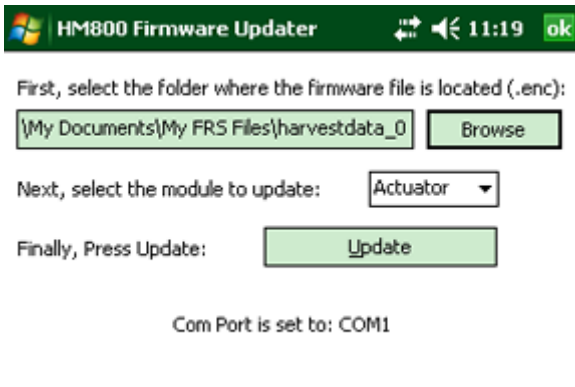 HM800 Firmware Updater 11:19 ok
First, select the folder where the firmware file is located (.enc):
\My Documents\My FRS Files\harvestdata_0 Browse
Next, select the module to update: Actuator
Finally, Press Update: Update
Com Port is set to: COM1